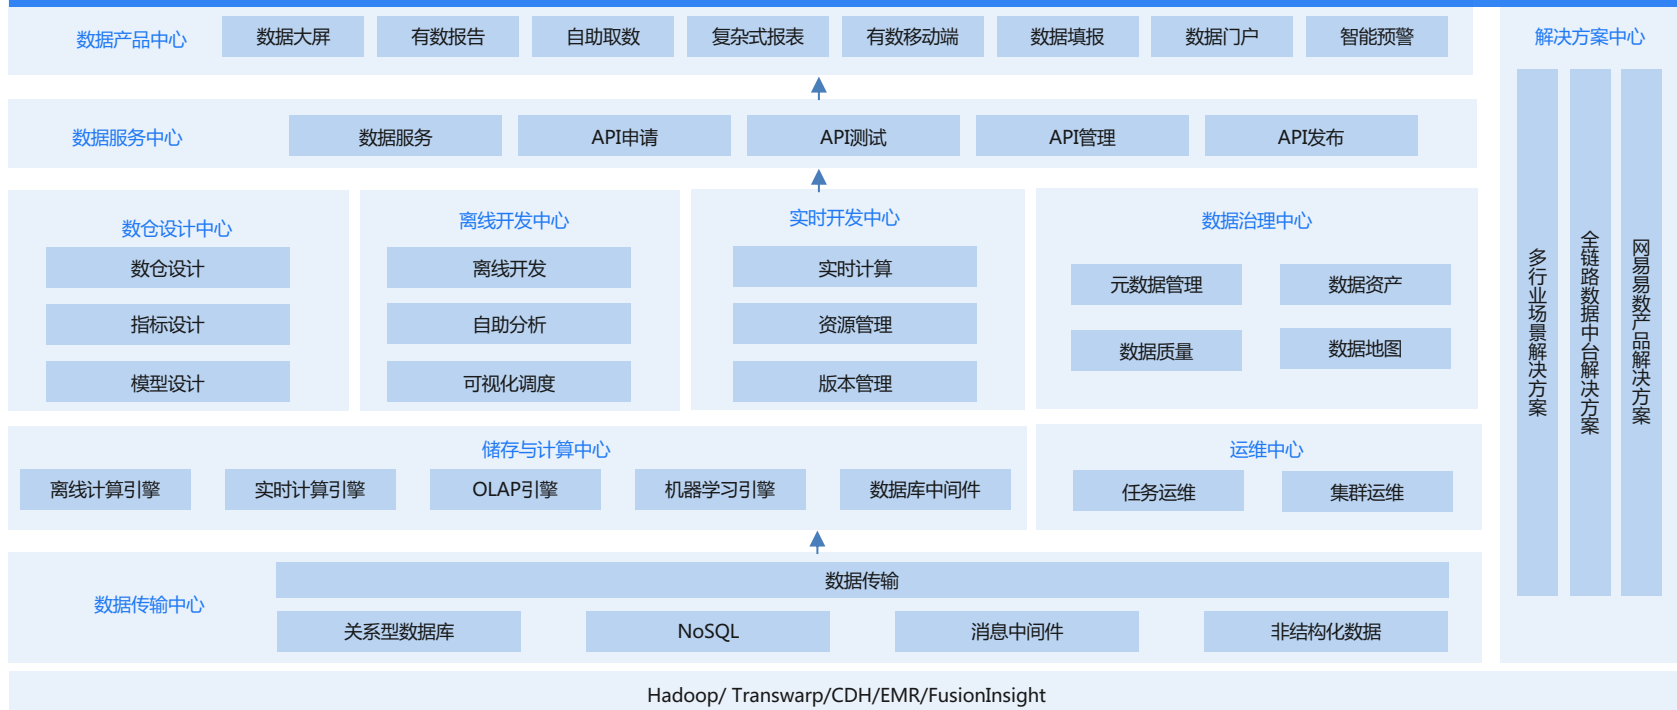 数据产品中心
数据大屏
有数报告
自助取数
复杂式报表
有数移动端
数据填报
数据门户
智能预警
数据服务中心
数据服务
API申请
API测试
API管理
API发布
数仓设计中心
数仓设计
指标设计
模型设计
离线开发中心
离线开发
自助分析
可视化调度
实时开发中心
实时计算
资源管理
版本管理
数据治理中心
元数据管理
数据资产
数据质量
数据地图
储存与计算中心
离线计算引擎
实时计算引擎
OLAP引擎
机器学习引擎
数据库中间件
运维中心
任务运维
集群运维
数据传输中心
数据传输
关系型数据库
NoSQL
消息中间件
非结构化数据
解决方案中心
多行业场景解决方案
全链路数据中台解决方案
网易易数产品解决方案
Hadoop/ Transwarp/CDH/EMR/FusionInsight